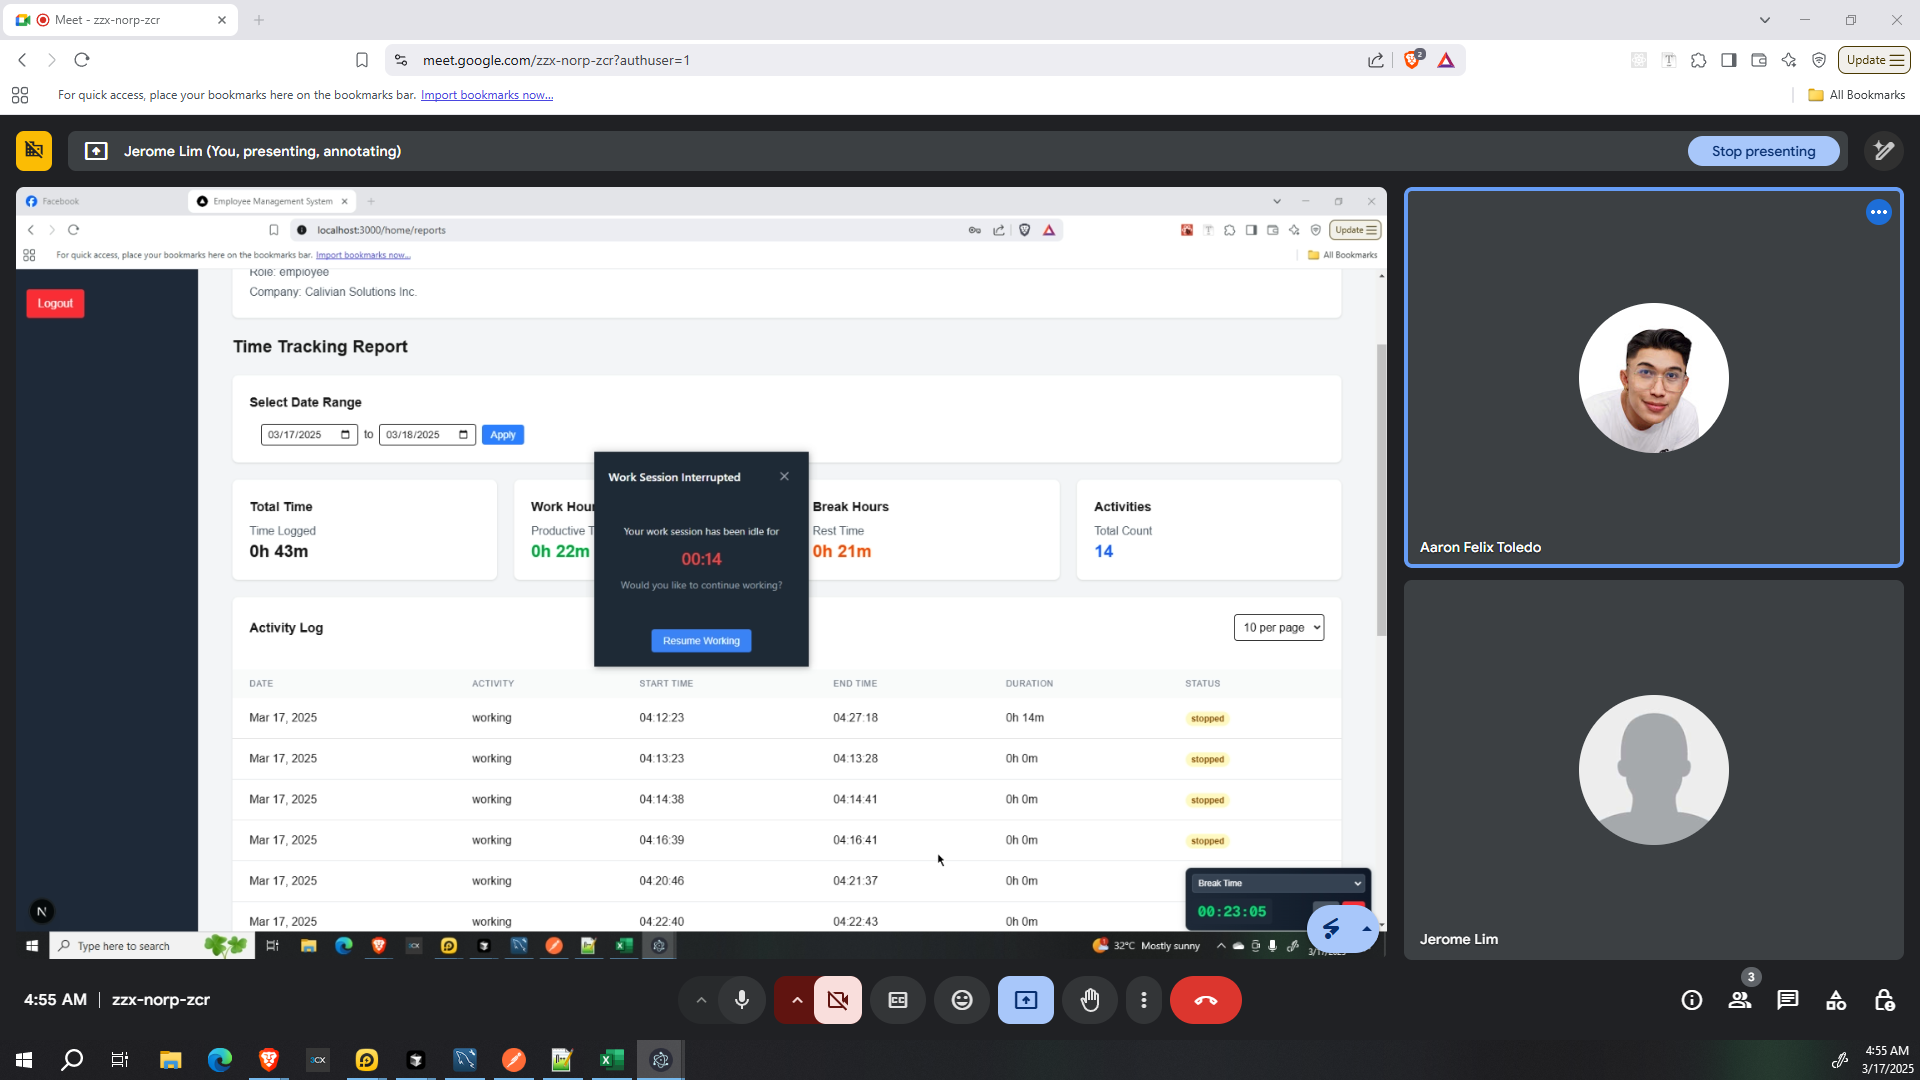 Meet - zzx-norp-zcr
meet.google.com/zzx-norp-zcr?authuser=1
2
Update
For quick access, place your bookmarks here on the bookmarks bar. Import bookmarks now...
All Bookmarks
Jerome Lim (You, presenting, annotating)
Stop presenting
Facebook
Employee Management System
localhost:3000/home/reports
Update
For quick access, place your bookmarks here on the bookmarks bar. Import bookmarks now...
All Bookmarks
Role: employee
Logout
Company: Calivian Solutions Inc.
Time Tracking Report
Select Date Range
03/17/2025 to 03/18/2025 Apply
Work Session Interrupted
Your work session has been idle for
00:14
Would you like to continue working?
Resume Working
Total Time
Time Logged
0h 43m
Work Hou
Productive T
0h 22m
Break Hours
Rest Time
0h 21m
Activities
Total Count
14
Activity Log
10 per page
DATE ACTIVITY START TIME END TIME DURATION STATUS
Mar 17, 2025 working 04:12:23 04:27:18 0h 14m stopped
Mar 17, 2025 working 04:13:23 04:13:28 0h 0m stopped
Mar 17, 2025 working 04:14:38 04:14:41 0h 0m stopped
Mar 17, 2025 working 04:16:39 04:16:41 0h 0m stopped
Mar 17, 2025 working 04:20:46 04:21:37 0h 0m
Mar 17, 2025 working 04:22:40 04:22:43 0h 0m
Break Time
00:23:05
N
Type here to search
32°C Mostly sunny
Aaron Felix Toledo
Jerome Lim
4:55 AM | zzx-norp-zcr
3
4:55 AM
3/17/2025